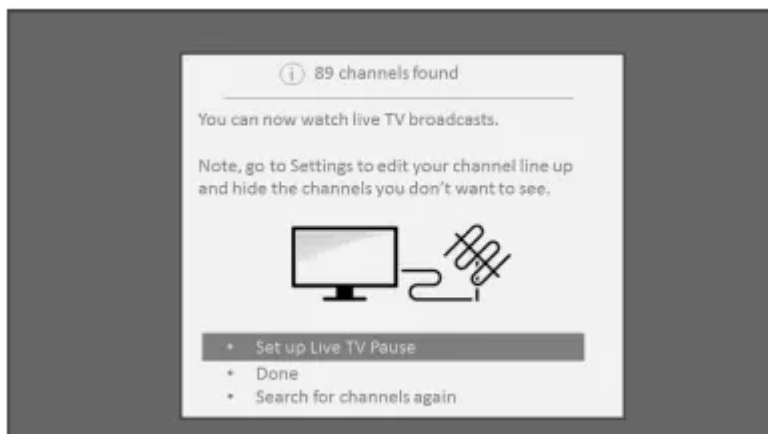 ⓘ 89 channels found
You can now watch live TV broadcasts.
Note, go to Settings to edit your channel line up
and hide the channels you don't want to see.
• Set up Live TV Pause
• Done
• Search for channels again